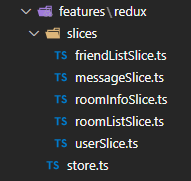 features\redux
slices
TS friendListSlice.ts
TS messageSlice.ts
TS roomInfoSlice.ts
TS roomListSlice.ts
TS userSlice.ts
TS store.ts